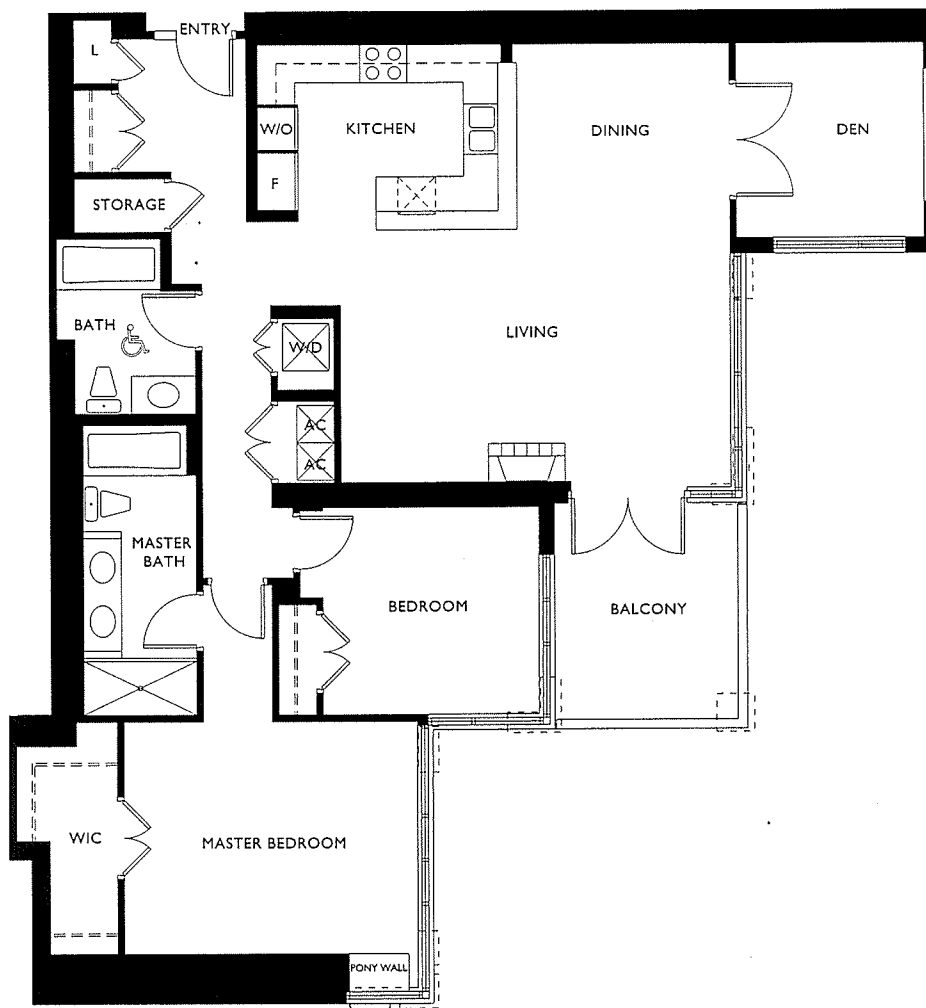 ENTRY
L
W/O
KITCHEN
DINING
DEN
F
STORAGE
BATH
LIVING
W/D
AC
AC
MASTER
BATH
BEDROOM
BALCONY
WIC
MASTER BEDROOM
PONY WALL